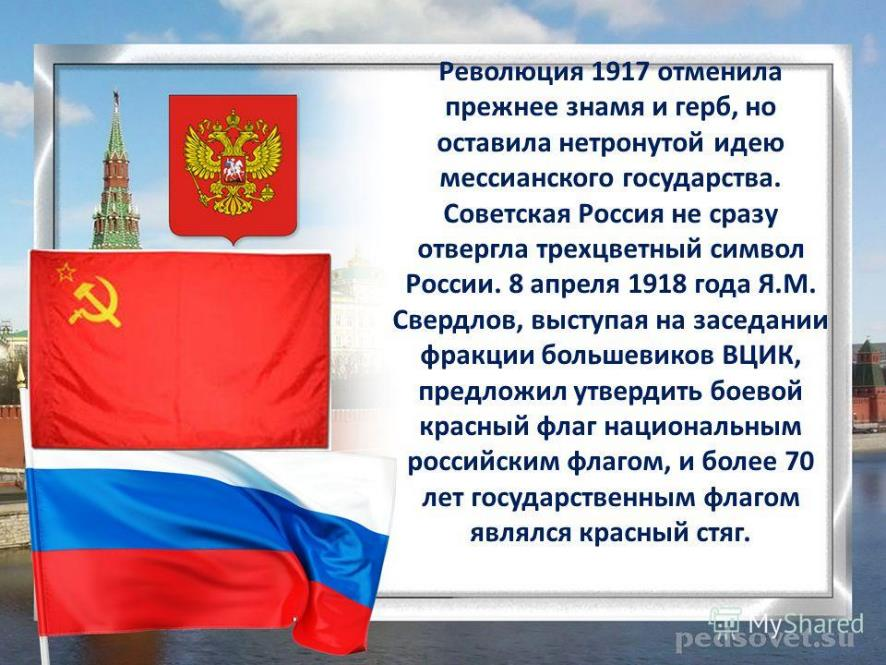 Революция 1917 отменила
прежнее знамя и герб, но
оставила нетронутой идею
мессианского государства.
Советская Россия не сразу
отвергла трехцветный символ
России. 8 апреля 1918 года Я.М.
Свердлов, выступая на заседании
фракции большевиков ВЦИК,
предложил утвердить боевой
красный флаг национальным
российским флагом, и более 70
лет государственным флагом
являлся красный стяг.
MyShared
pedsovet.su